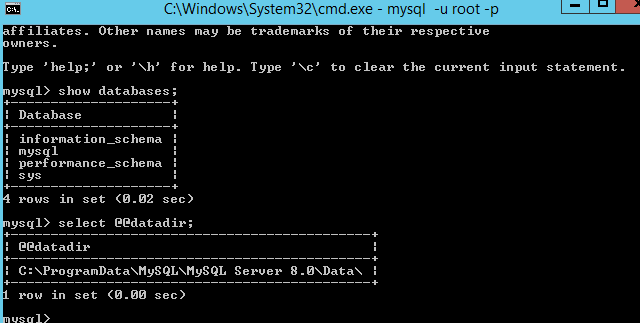 C:\Windows\System32\cmd.exe - mysql -u root -p
affiliates. Other names may be trademarks of their respective
owners.
Type 'help;' or '\h' for help. Type '\c' to clear the current input statement.
mysql> show databases;
+--------------------+
| Database           |
+--------------------+
| information_schema |
| mysql              |
| performance_schema |
| sys                |
+--------------------+
4 rows in set (0.02 sec)
mysql> select @@datadir;
+---------------------------------------------+
| @@datadir                                   |
+---------------------------------------------+
| C:\ProgramData\MySQL\MySQL Server 8.0\Data\ |
+---------------------------------------------+
1 row in set (0.00 sec)
mysql>